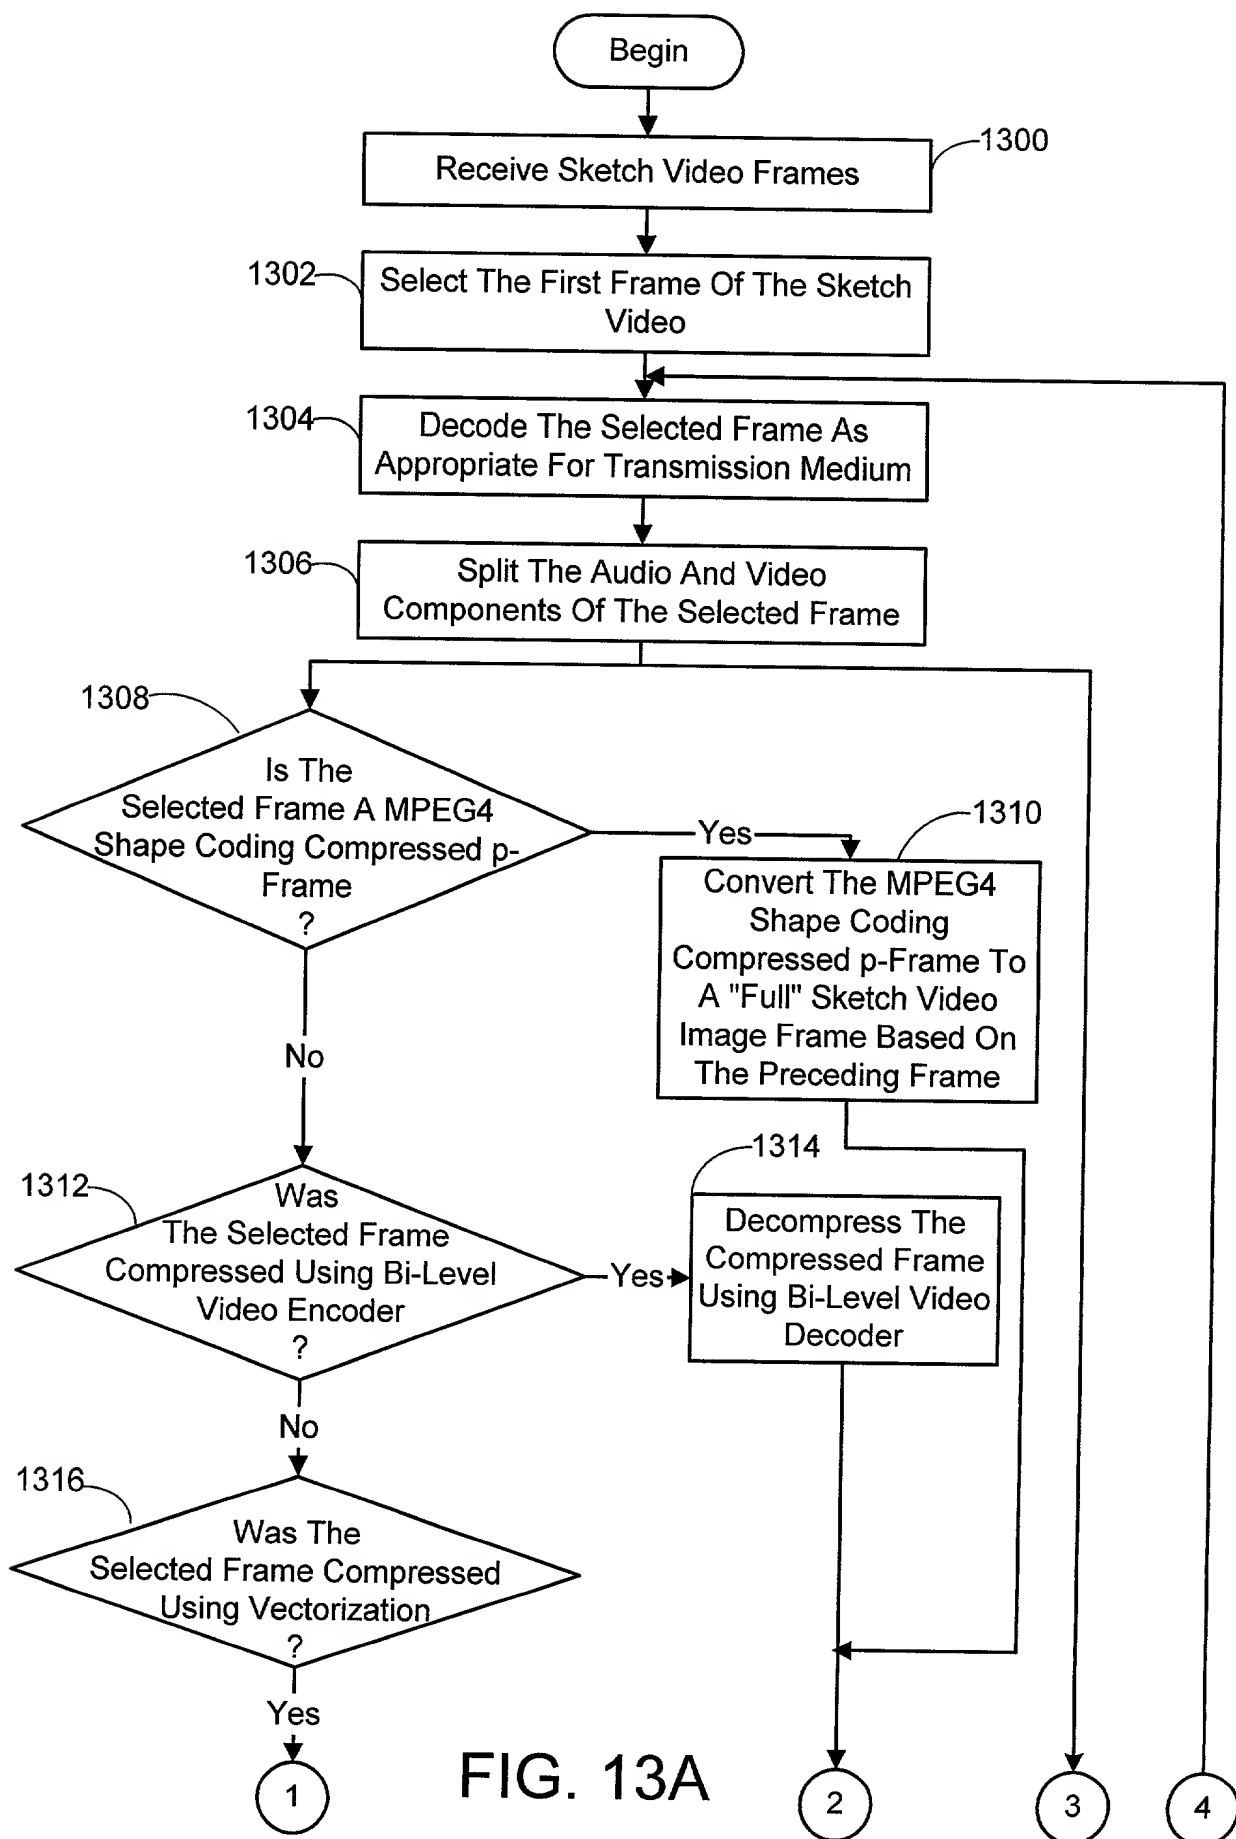 Begin
1300
Receive Sketch Video Frames
1302
Select The First Frame Of The Sketch
Video
1304
Decode The Selected Frame As
Appropriate For Transmission Medium
1306
Split The Audio And Video
Components Of The Selected Frame
1308
Is The
Selected Frame A MPEG4
Shape Coding Compressed p-
Frame
?
Yes
1310
Convert The MPEG4
Shape Coding
Compressed p-Frame To
A "Full" Sketch Video
Image Frame Based On
The Preceding Frame
No
1312
Was
The Selected Frame
Compressed Using Bi-Level
Video Encoder
?
Yes
1314
Decompress The
Compressed Frame
Using Bi-Level Video
Decoder
No
1316
Was The
Selected Frame Compressed
Using Vectorization
?
Yes
1
FIG. 13A
2
3
4